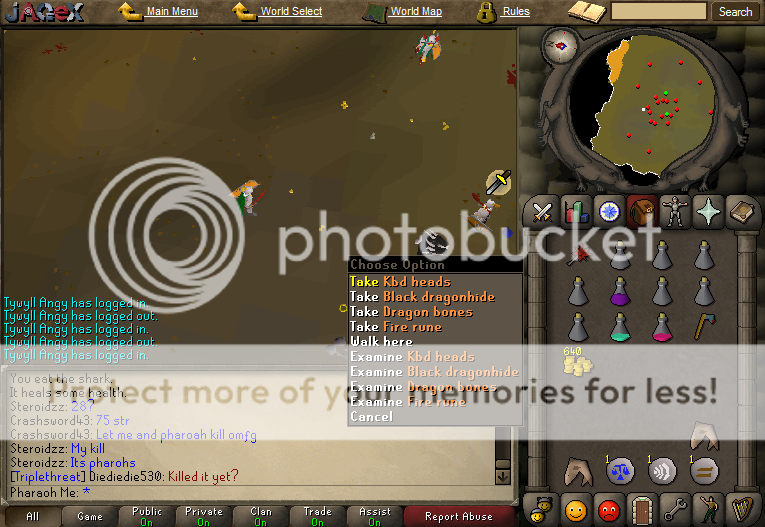 JAGeX
Main Menu
World Select
World Map
Rules
Search
photobucket
Choose Option
Take Kbd heads
Take Black dragonhide
Take Dragon bones
Take Fire rune
Walk here
Examine Kbd heads
Examine Black dragonhide
Examine Dragon bones
Examine Fire rune
Cancel
Tywyll Angy has logged in.
Tywyll Angy has logged out.
Tywyll Angy has logged in.
Tywyll Angy has logged out.
Tywyll Angy has logged in.
640
Protect more of your memories for less!
You eat the shark.
It heals some health.
Steroidzz: 28?
Crashsword43: 75 str
Crashsword43: Let me and pharoah kill omfg
Steroidzz: My kill
Steroidzz: Its pharohs
[Triplethreat] Diediedie530: Killed it yet?
Pharaoh Me: *
1
1
1
All
Game
Public
On
Private
On
Clan
On
Trade
On
Assist
On
Report Abuse